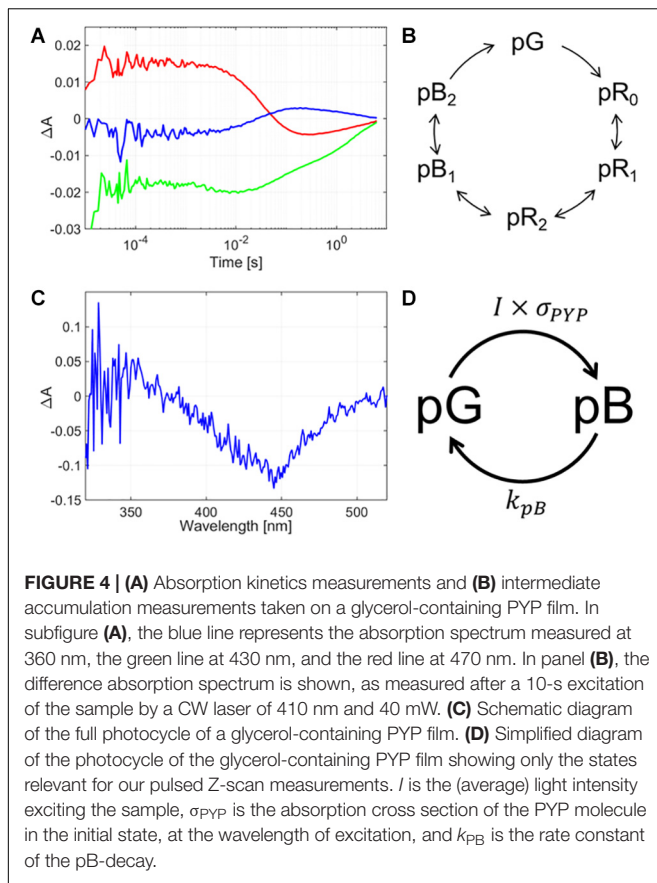 A
0.02
0.01
0
-0.01
-0.02
-0.03
ΔA
10⁻⁴
10⁻²
10⁰
Time [s]
B
pG
pB₂
pR₀
pB₁
pR₁
pR₂
C
0.1
0.05
0
-0.05
-0.1
-0.15
ΔA
350
400
450
500
Wavelength [nm]
D
I × σ_PYP
pG
pB
k_pB
FIGURE 4 | (A) Absorption kinetics measurements and (B) intermediate
accumulation measurements taken on a glycerol-containing PYP film. In
subfigure (A), the blue line represents the absorption spectrum measured at
360 nm, the green line at 430 nm, and the red line at 470 nm. In panel (B), the
difference absorption spectrum is shown, as measured after a 10-s excitation
of the sample by a CW laser of 410 nm and 40 mW. (C) Schematic diagram
of the full photocycle of a glycerol-containing PYP film. (D) Simplified diagram
of the photocycle of the glycerol-containing PYP film showing only the states
relevant for our pulsed Z-scan measurements. I is the (average) light intensity
exciting the sample, σPYP is the absorption cross section of the PYP molecule
in the initial state, at the wavelength of excitation, and kPB is the rate constant
of the pB-decay.